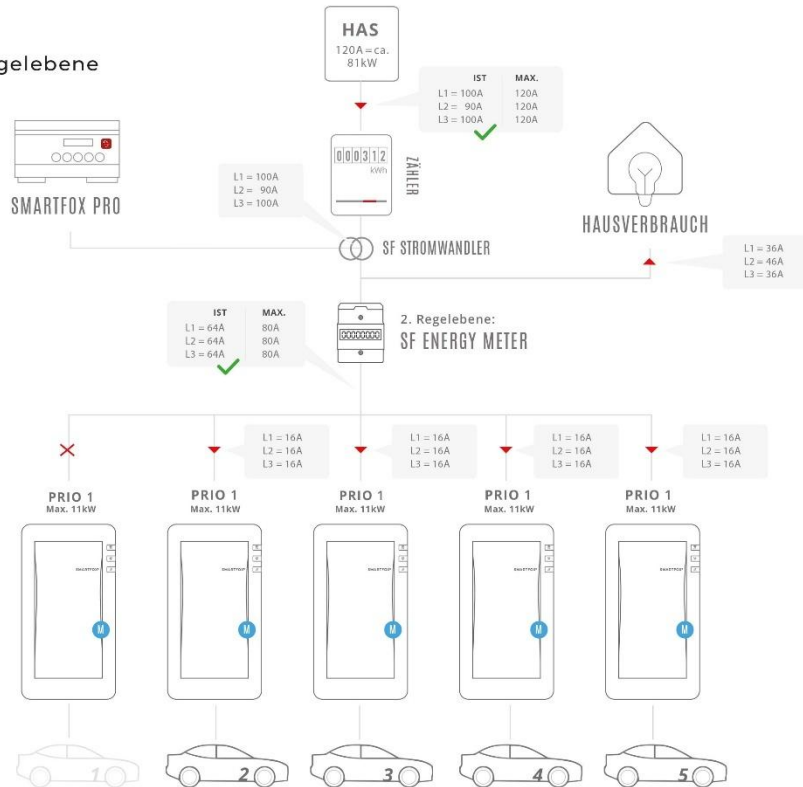 gelebene
HAS
120A=ca.
81kW
IST MAX.
L1 = 100A 120A
L2 = 90A 120A
L3 = 100A 120A
000312
kWh
ZÄHLER
SMARTFOX PRO
L1 = 100A
L2 = 90A
L3 = 100A
SF STROMWANDLER
HAUSVERBRAUCH
L1 = 36A
L2 = 46A
L3 = 36A
IST MAX.
L1 = 64A 80A
L2 = 64A 80A
L3 = 64A 80A
2. Regelebene:
SF ENERGY METER
L1 = 16A
L2 = 16A
L3 = 16A
L1 = 16A
L2 = 16A
L3 = 16A
L1 = 16A
L2 = 16A
L3 = 16A
L1 = 16A
L2 = 16A
L3 = 16A
PRIO 1
Max. 11kW
PRIO 1
Max. 11kW
PRIO 1
Max. 11kW
PRIO 1
Max. 11kW
PRIO 1
Max. 11kW
SMARTFOX
SMARTFOX
SMARTFOX
SMARTFOX
SMARTFOX
M
M
M
M
M
1
2
3
4
5